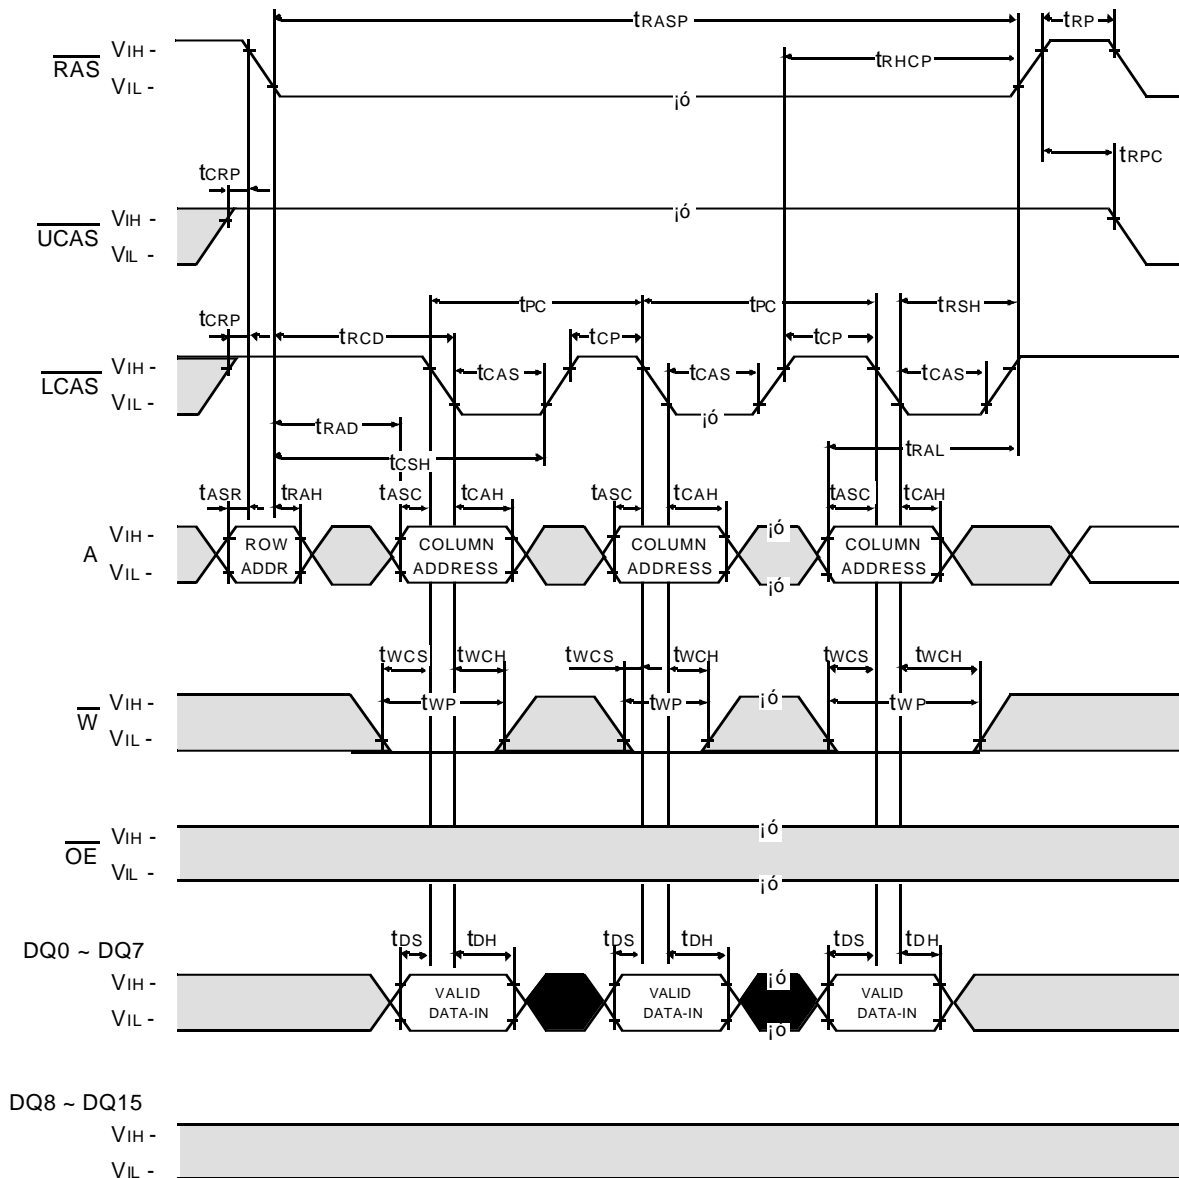 tRASP tRP
RAS VIH -
tRHCP
VIL -
¡ó
tCRP tRPC
UCAS VIH -
¡ó
VIL -
tCRP tRCD tPC tCP tPC tCP tRSH
LCAS VIH -
tCAS tCAS tCAS
VIL -
¡ó
tRAD tCSH tRAL
tASR tRAH tASC tCAH tASC tCAH tASC tCAH
A VIH -
¡ó
ROW ADDR
COLUMN ADDRESS
COLUMN ADDRESS
COLUMN ADDRESS
VIL -
¡ó
tWCS tWCH tWCS tWCH tWCS tWCH
W VIH -
tWP tWP ¡ó tWP
VIL -
OE VIH -
¡ó
VIL -
¡ó
DQ0 ~ DQ7
tDS tDH tDS tDH tDS tDH
VIH -
¡ó
VALID DATA-IN
VALID DATA-IN
VALID DATA-IN
VIL -
¡ó
DQ8 ~ DQ15
VIH -
VIL -